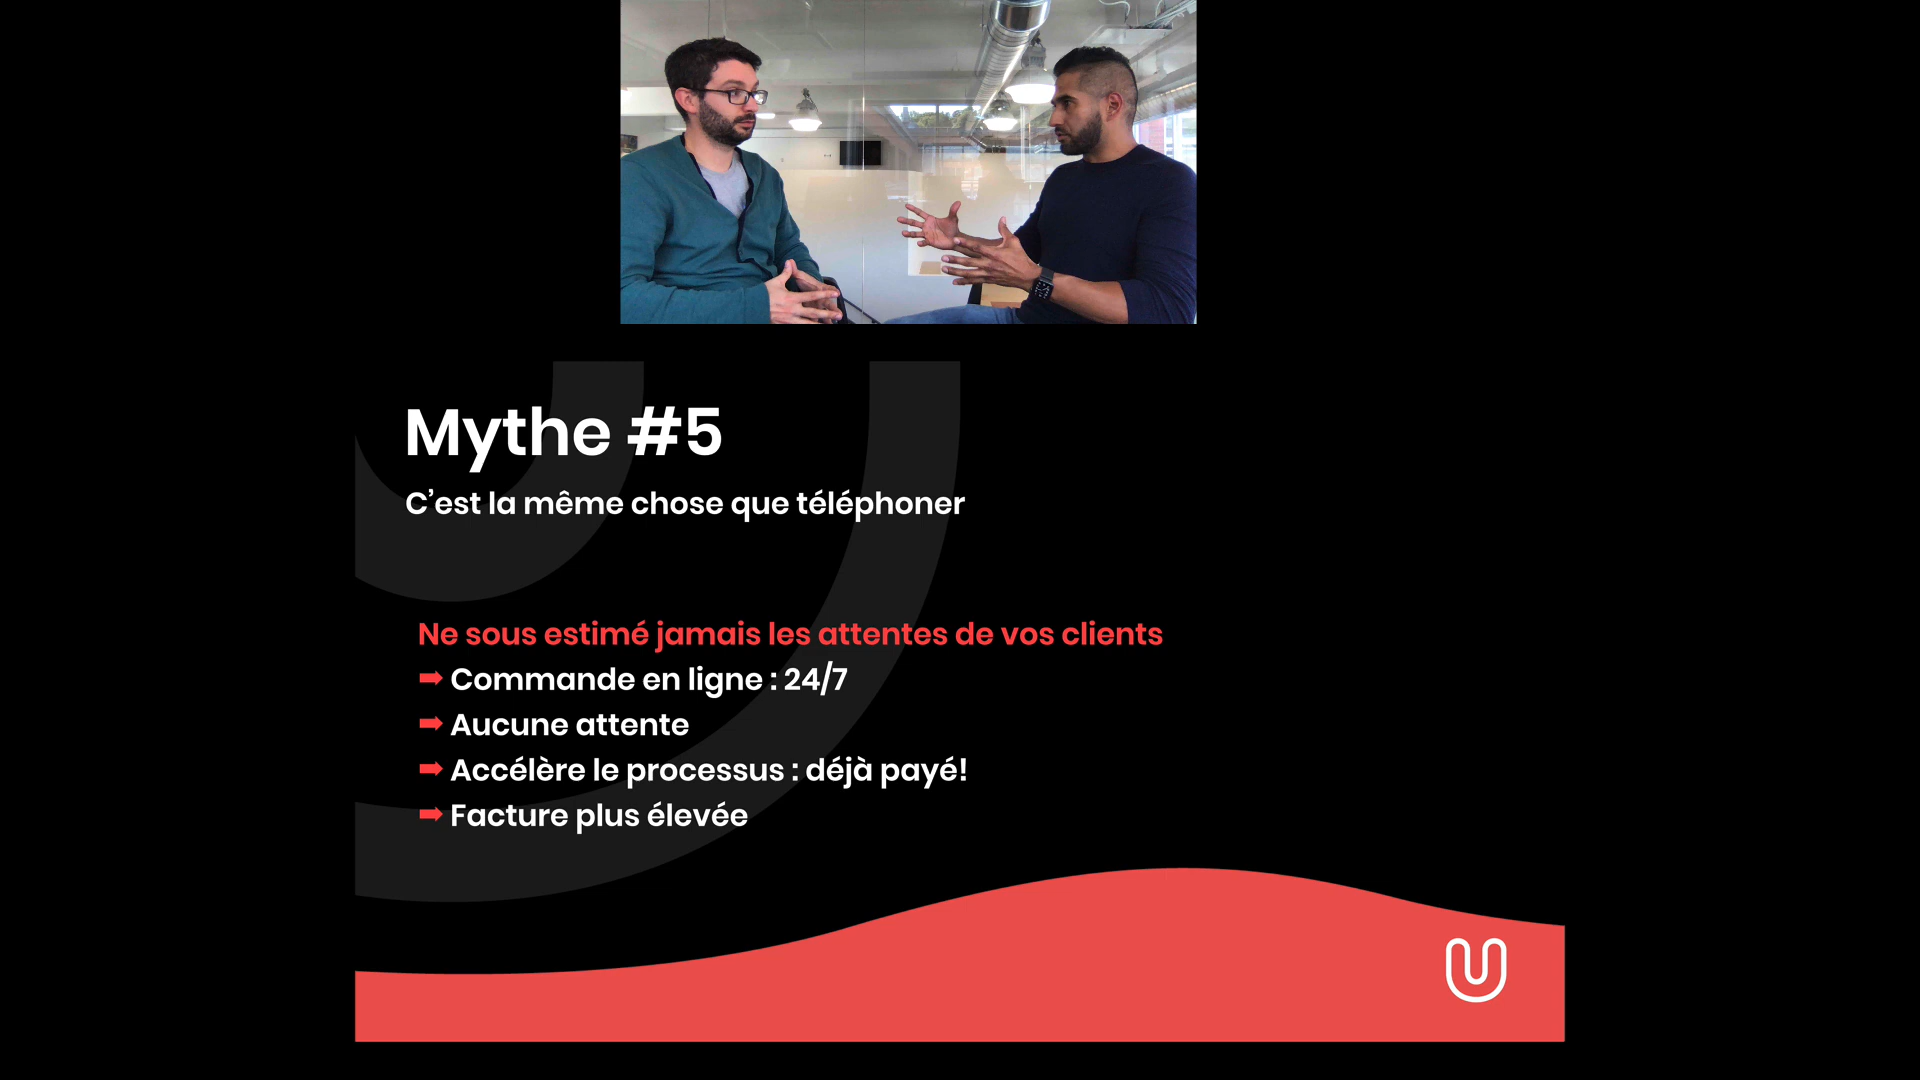 Mythe #5
C’est la même chose que téléphoner
Ne sous estimé jamais les attentes de vos clients
➡ Commande en ligne : 24/7
➡ Aucune attente
➡ Accélère le processus : déjà payé!
➡ Facture plus élevée